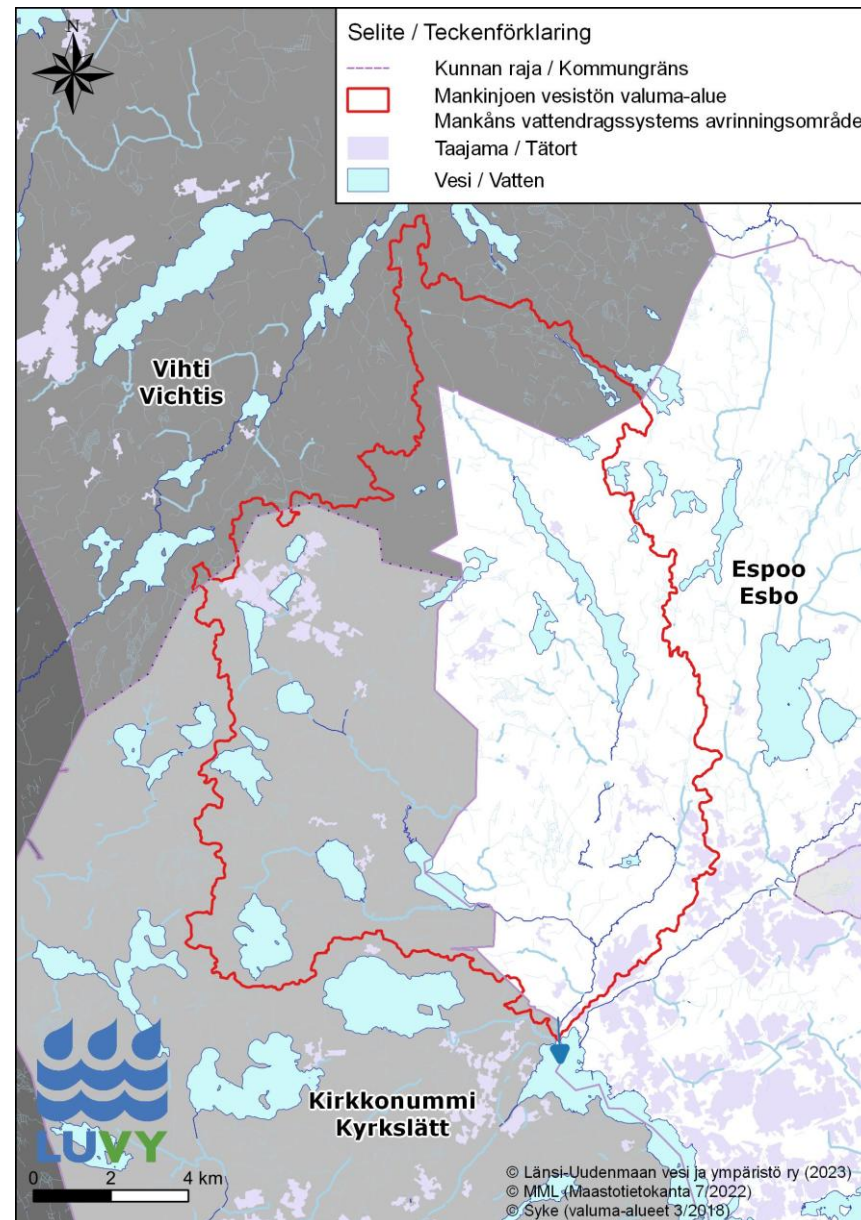 N
Selite / Teckenförklaring
Kunnan raja / Kommungräns
Mankinjoen vesistön valuma-alue
Mankåns vattendragssystems avrinningsområde
Taajama / Tätort
Vesi / Vatten
Vihti
Vichtis
Espoo
Esbo
Kirkkonummi
Kyrkslätt
LUVY
0 2 4 km
© Länsi-Uudenmaan vesi ja ympäristö ry (2023)
© MML (Maastotietokanta 7/2022)
© Syke (valuma-alueet 3/2018)